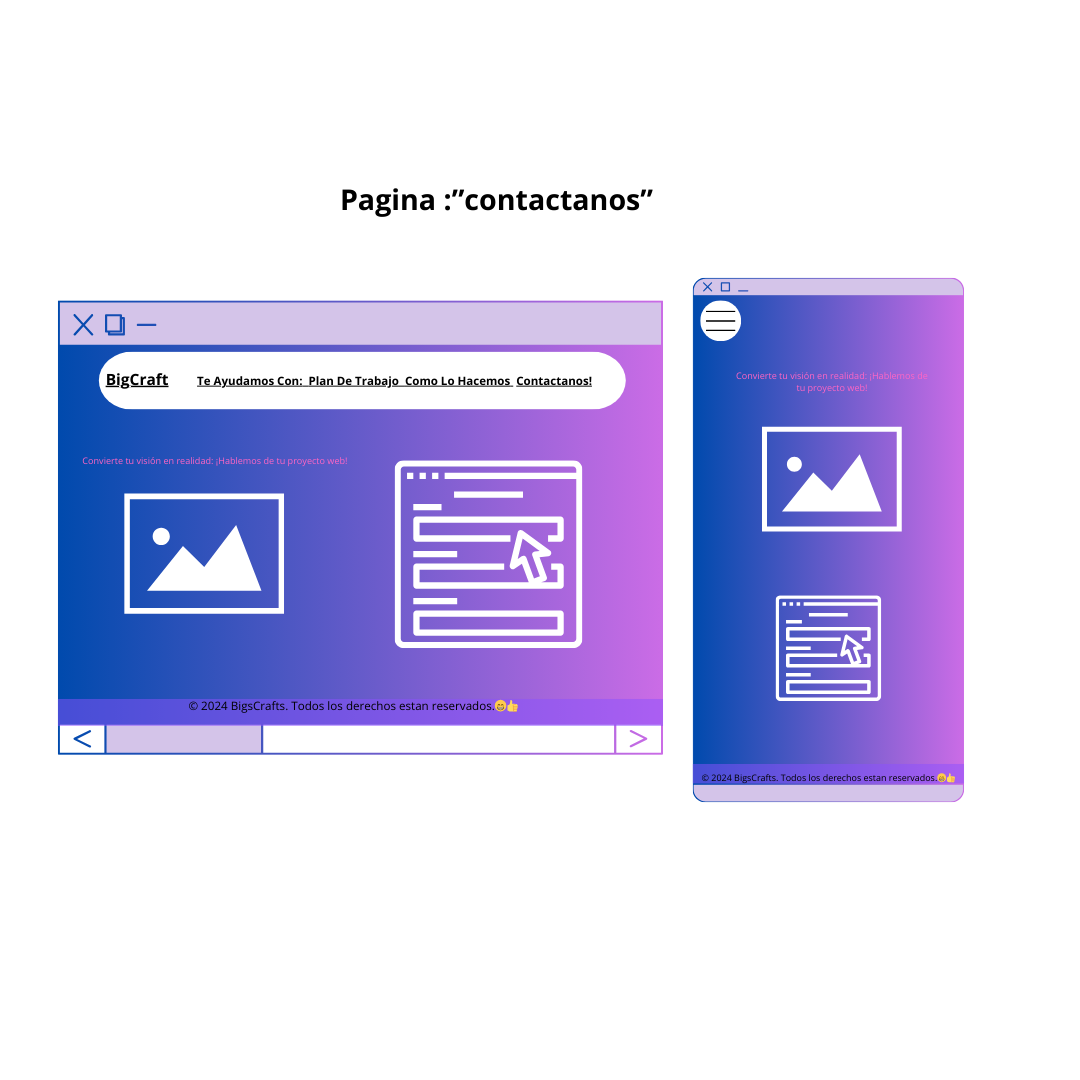 Pagina :”contactanos”
BigCraft
Te Ayudamos Con:  Plan De Trabajo  Como Lo Hacemos  Contactanos!
Convierte tu visión en realidad: ¡Hablemos de tu proyecto web!
© 2024 BigsCrafts. Todos los derechos estan reservados.😄👍
Convierte tu visión en realidad: ¡Hablemos de
tu proyecto web!
© 2024 BigsCrafts. Todos los derechos estan reservados.😄👍